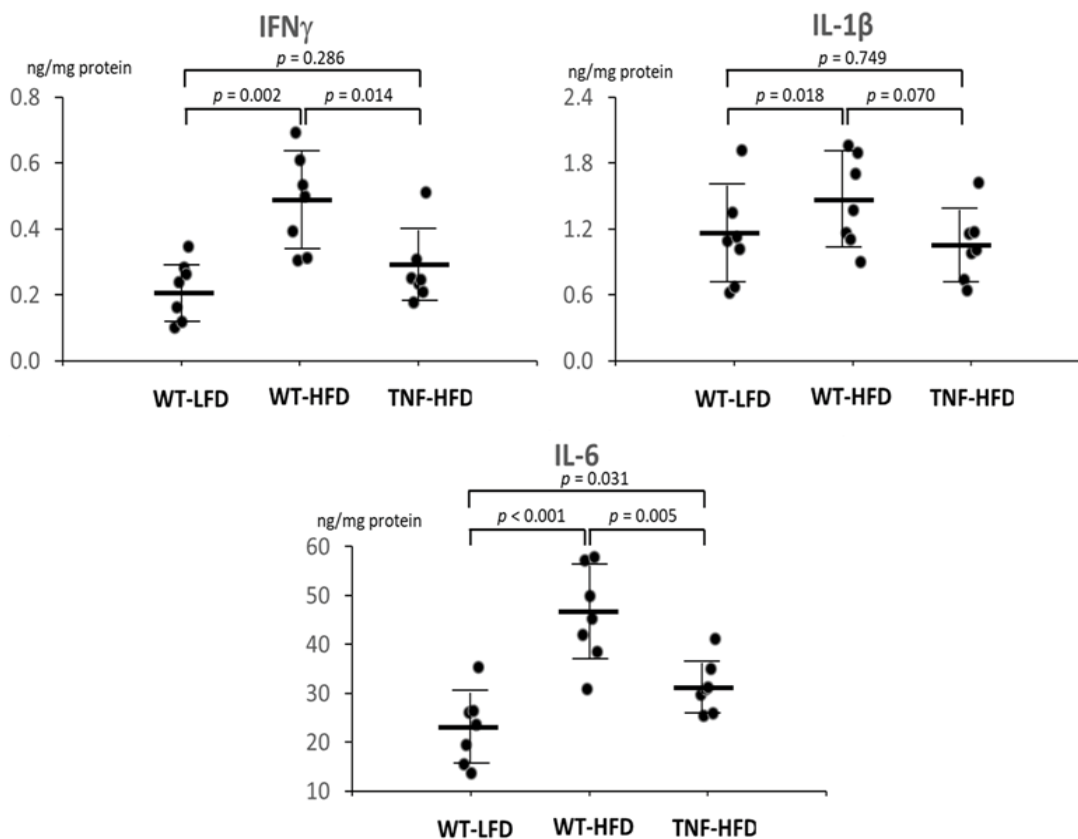 IFNγ
p = 0.286
ng/mg protein
p = 0.002
p = 0.014
0.8
0.6
0.4
0.2
0.0
WT-LFD
WT-HFD
TNF-HFD
IL-1β
p = 0.749
ng/mg protein
p = 0.018
p = 0.070
2.4
1.8
1.2
0.6
0.0
WT-LFD
WT-HFD
TNF-HFD
IL-6
p = 0.031
ng/mg protein
p < 0.001
p = 0.005
60
50
40
30
20
10
WT-LFD
WT-HFD
TNF-HFD